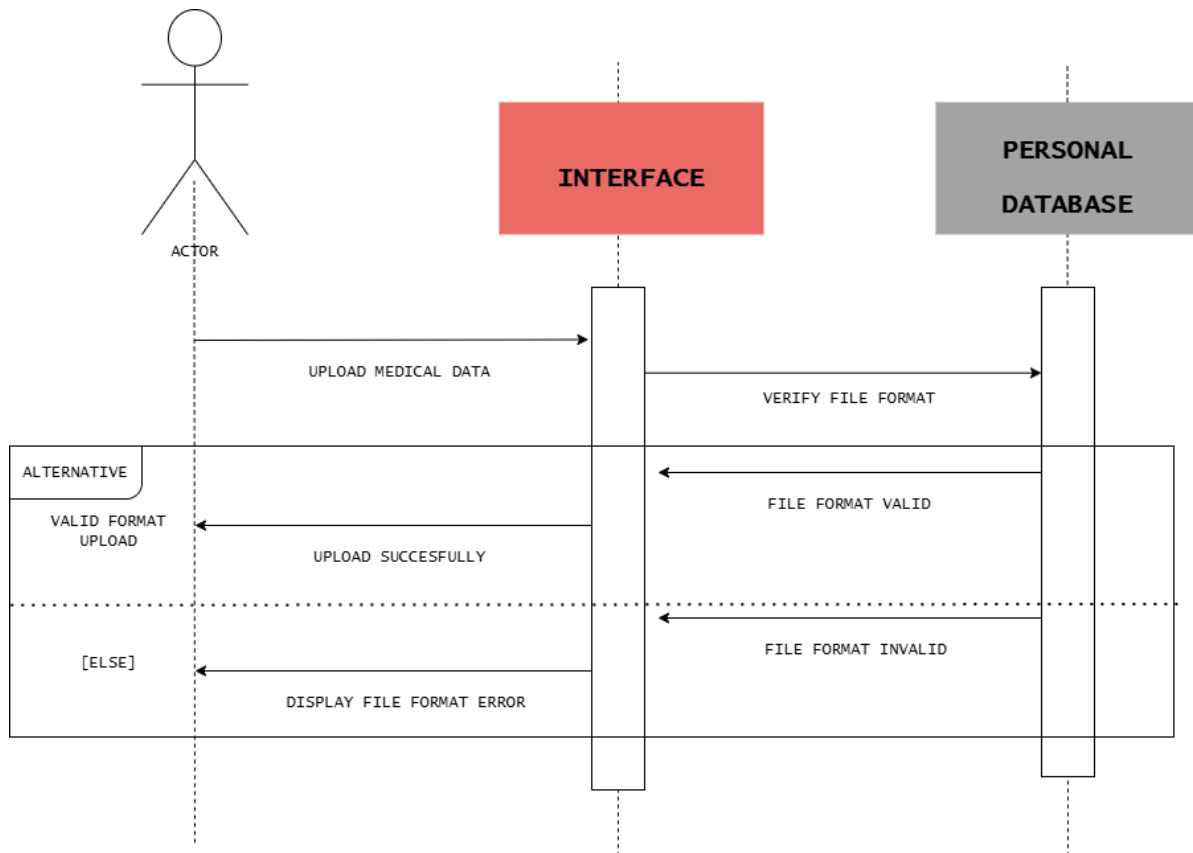 ACTOR
INTERFACE
PERSONAL
DATABASE
UPLOAD MEDICAL DATA
VERIFY FILE FORMAT
ALTERNATIVE
FILE FORMAT VALID
VALID FORMAT
UPLOAD
UPLOAD SUCCESFULLY
FILE FORMAT INVALID
[ELSE]
DISPLAY FILE FORMAT ERROR